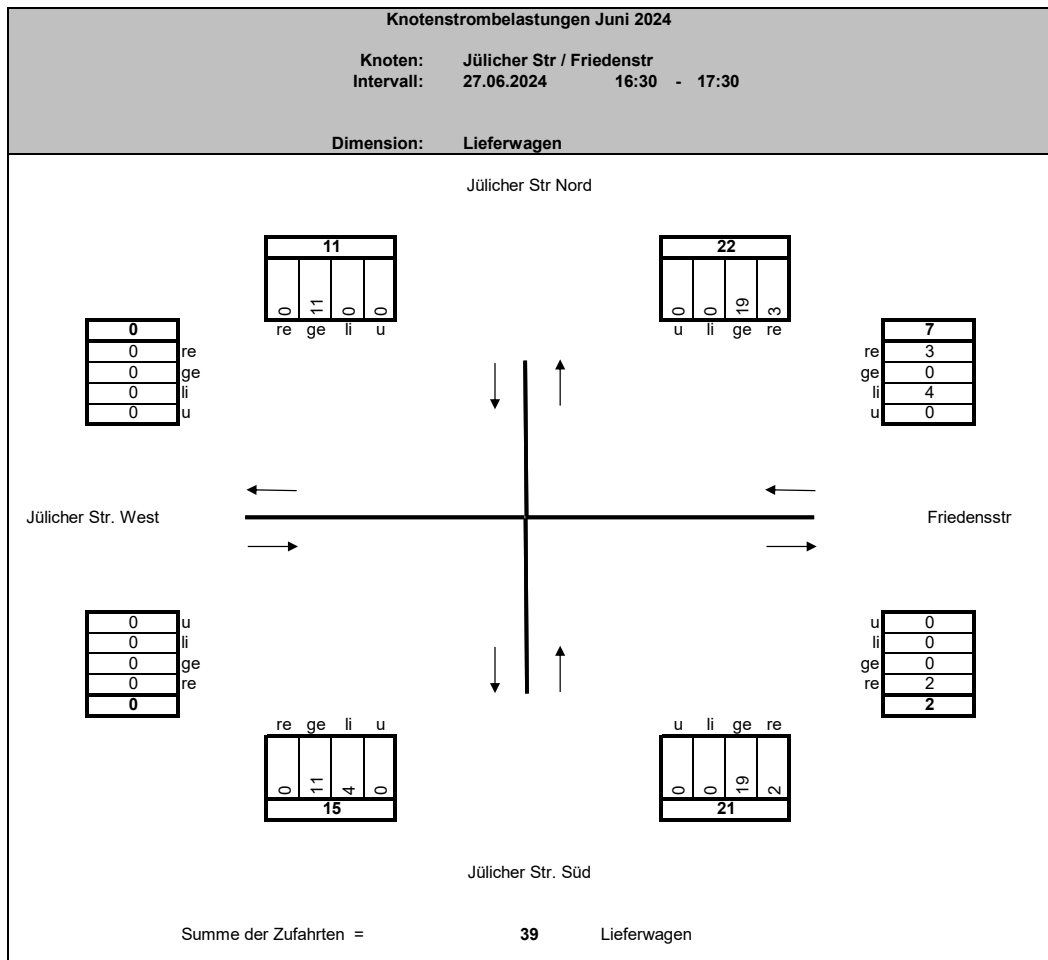 Knotenstrombelastungen Juni 2024
Knoten: Jülicher Str / Friedenstr
Intervall: 27.06.2024 16:30 - 17:30
Dimension: Lieferwagen
Jülicher Str Nord
11
0 11 0 0
re ge li u
22
0 0 19 3
u li ge re
0
0 re
0 ge
0 li
0 u
7
re 3
ge 0
li 4
u 0
Jülicher Str. West
Friedensstr
0 u
0 li
0 ge
0 re
0
u 0
li 0
ge 0
re 2
2
re ge li u
0 11 4 0
15
u li ge re
0 0 19 2
21
Jülicher Str. Süd
Summe der Zufahrten = 39 Lieferwagen